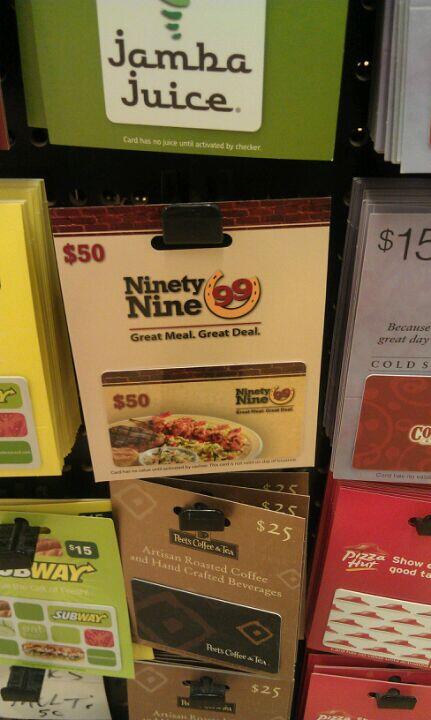 jamba
juice
Card has no juice until activated by checker.
$50
Ninety
Nine 99
Great Meal. Great Deal.
$50
Ninety
Nine 99
Great Meal. Great Deal.
$15
Because
great day
COLD S
CO
$25
$25
$25
Peet's Coffee & Tea
Artisan Roasted Coffee
and Hand Crafted Beverages
Peet's Coffee & Tea
$25
$15
UBWAY
SUBWAY
Pizza
Hut
Show
good ta